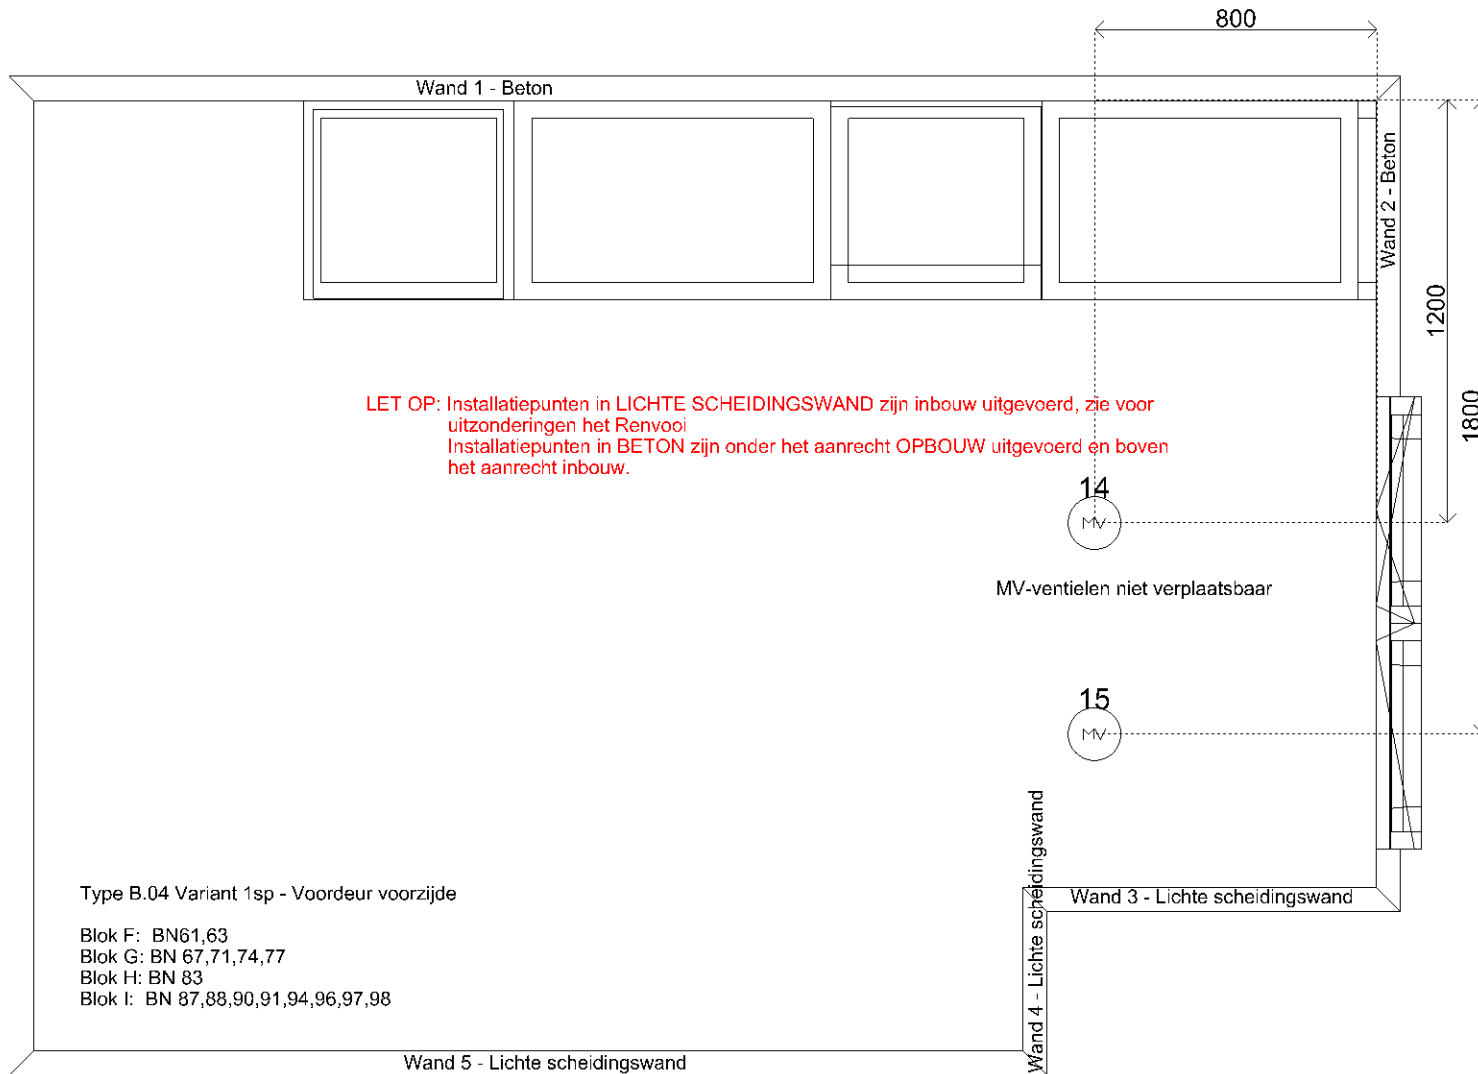 800
Wand 1 - Beton
Wand 2 - Beton
1200
1800
LET OP: Installatiepunten in LICHTE SCHEIDINGSWAND zijn inbouw uitgevoerd, zie voor
uitzonderingen het Renvooi
Installatiepunten in BETON zijn onder het aanrecht OPBOUW uitgevoerd en boven
het aanrecht inbouw.
14
MV
MV-ventielen niet verplaatsbaar
15
MV
Wand 4 - Lichte scheidingswand
Wand 3 - Lichte scheidingswand
Type B.04 Variant 1sp - Voordeur voorzijde
Blok F: BN61,63
Blok G: BN 67,71,74,77
Blok H: BN 83
Blok I: BN 87,88,90,91,94,96,97,98
Wand 5 - Lichte scheidingswand